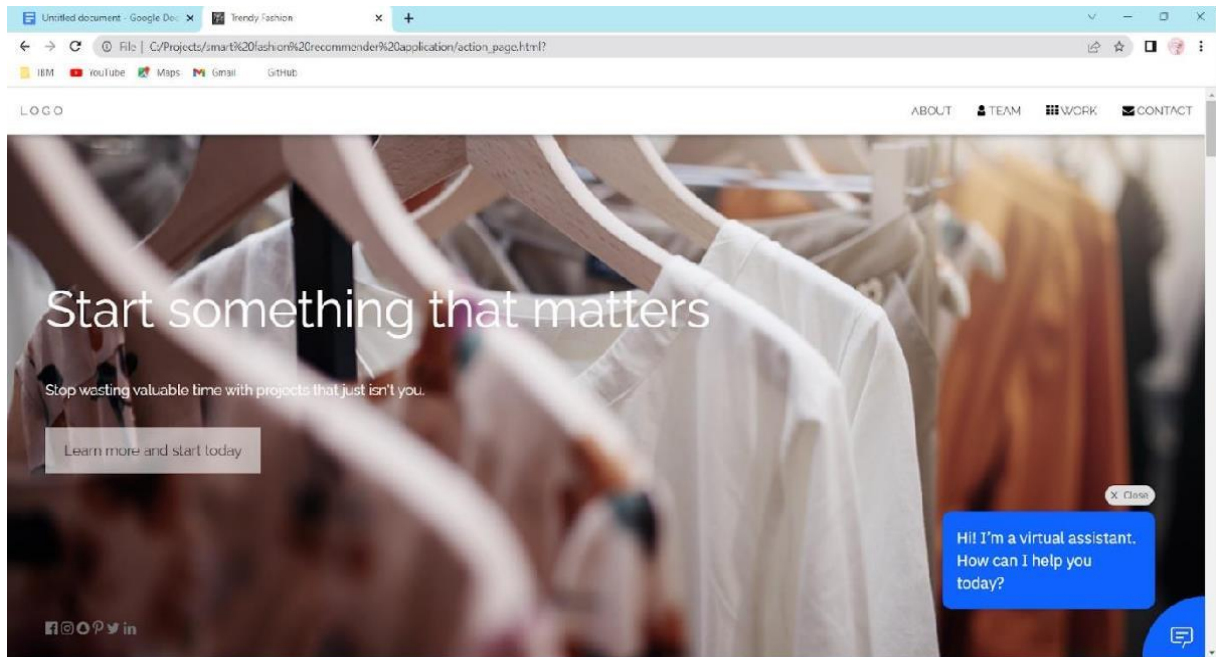 Untitled document - Google Doc
Trendy Fashion
File | C:/Projects/smart%20fashion%20recommender%20application/action_page.html?
IBM YouTube Maps Gmail GitHub
LOGO
ABOUT TEAM WORK CONTACT
Start something that matters
Stop wasting valuable time with projects that just isn't you.
Learn more and start today
X Close
Hi! I'm a virtual assistant.
How can I help you
today?